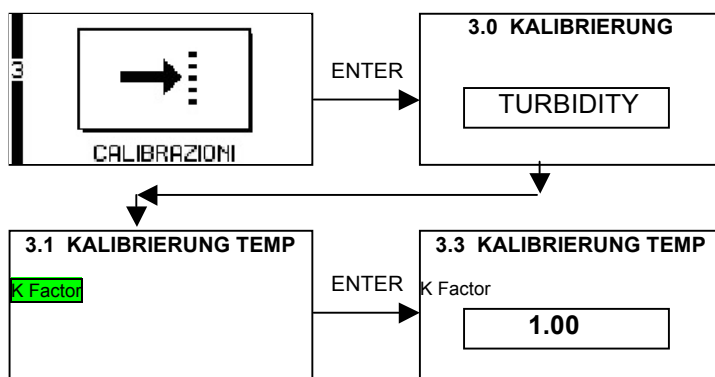 3
CALIBRAZIONI
ENTER
3.0 KALIBRIERUNG
TURBIDITY
3.1 KALIBRIERUNG TEMP
K Factor
ENTER
3.3 KALIBRIERUNG TEMP
K Factor
1.00